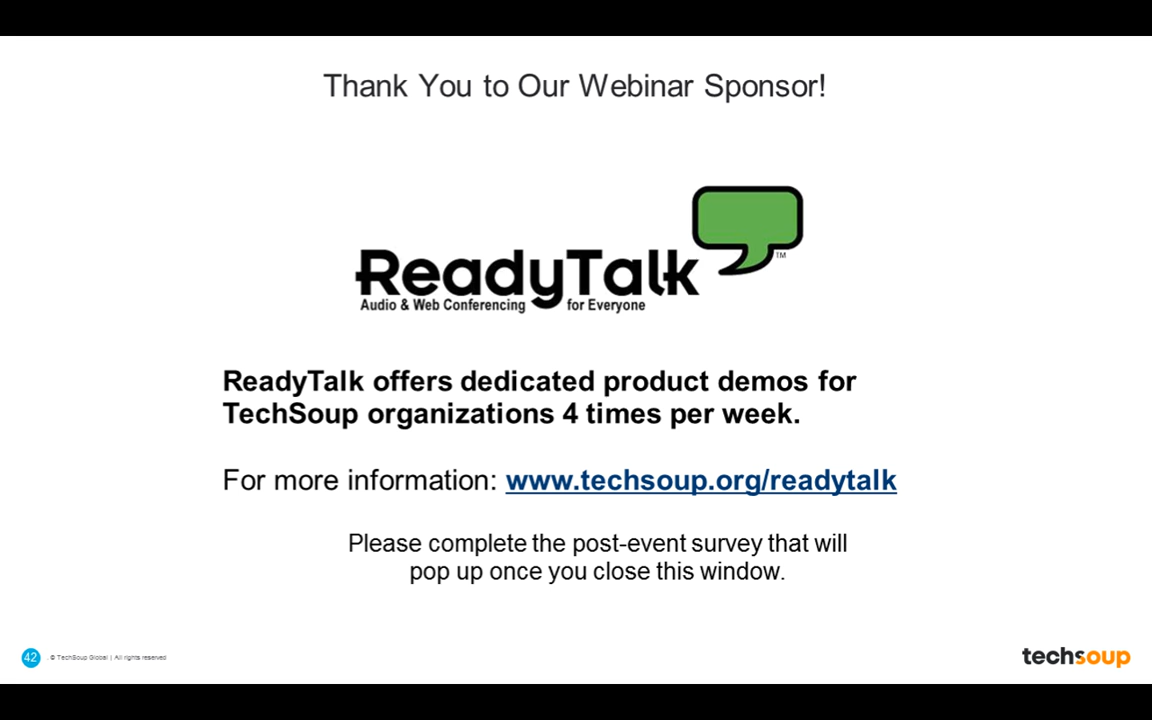 Thank You to Our Webinar Sponsor!
ReadyTalk
TM
Audio & Web Conferencing for Everyone
ReadyTalk offers dedicated product demos for
TechSoup organizations 4 times per week.
For more information: www.techsoup.org/readytalk
Please complete the post-event survey that will
pop up once you close this window.
42 . © TechSoup Global | All rights reserved
techsoup